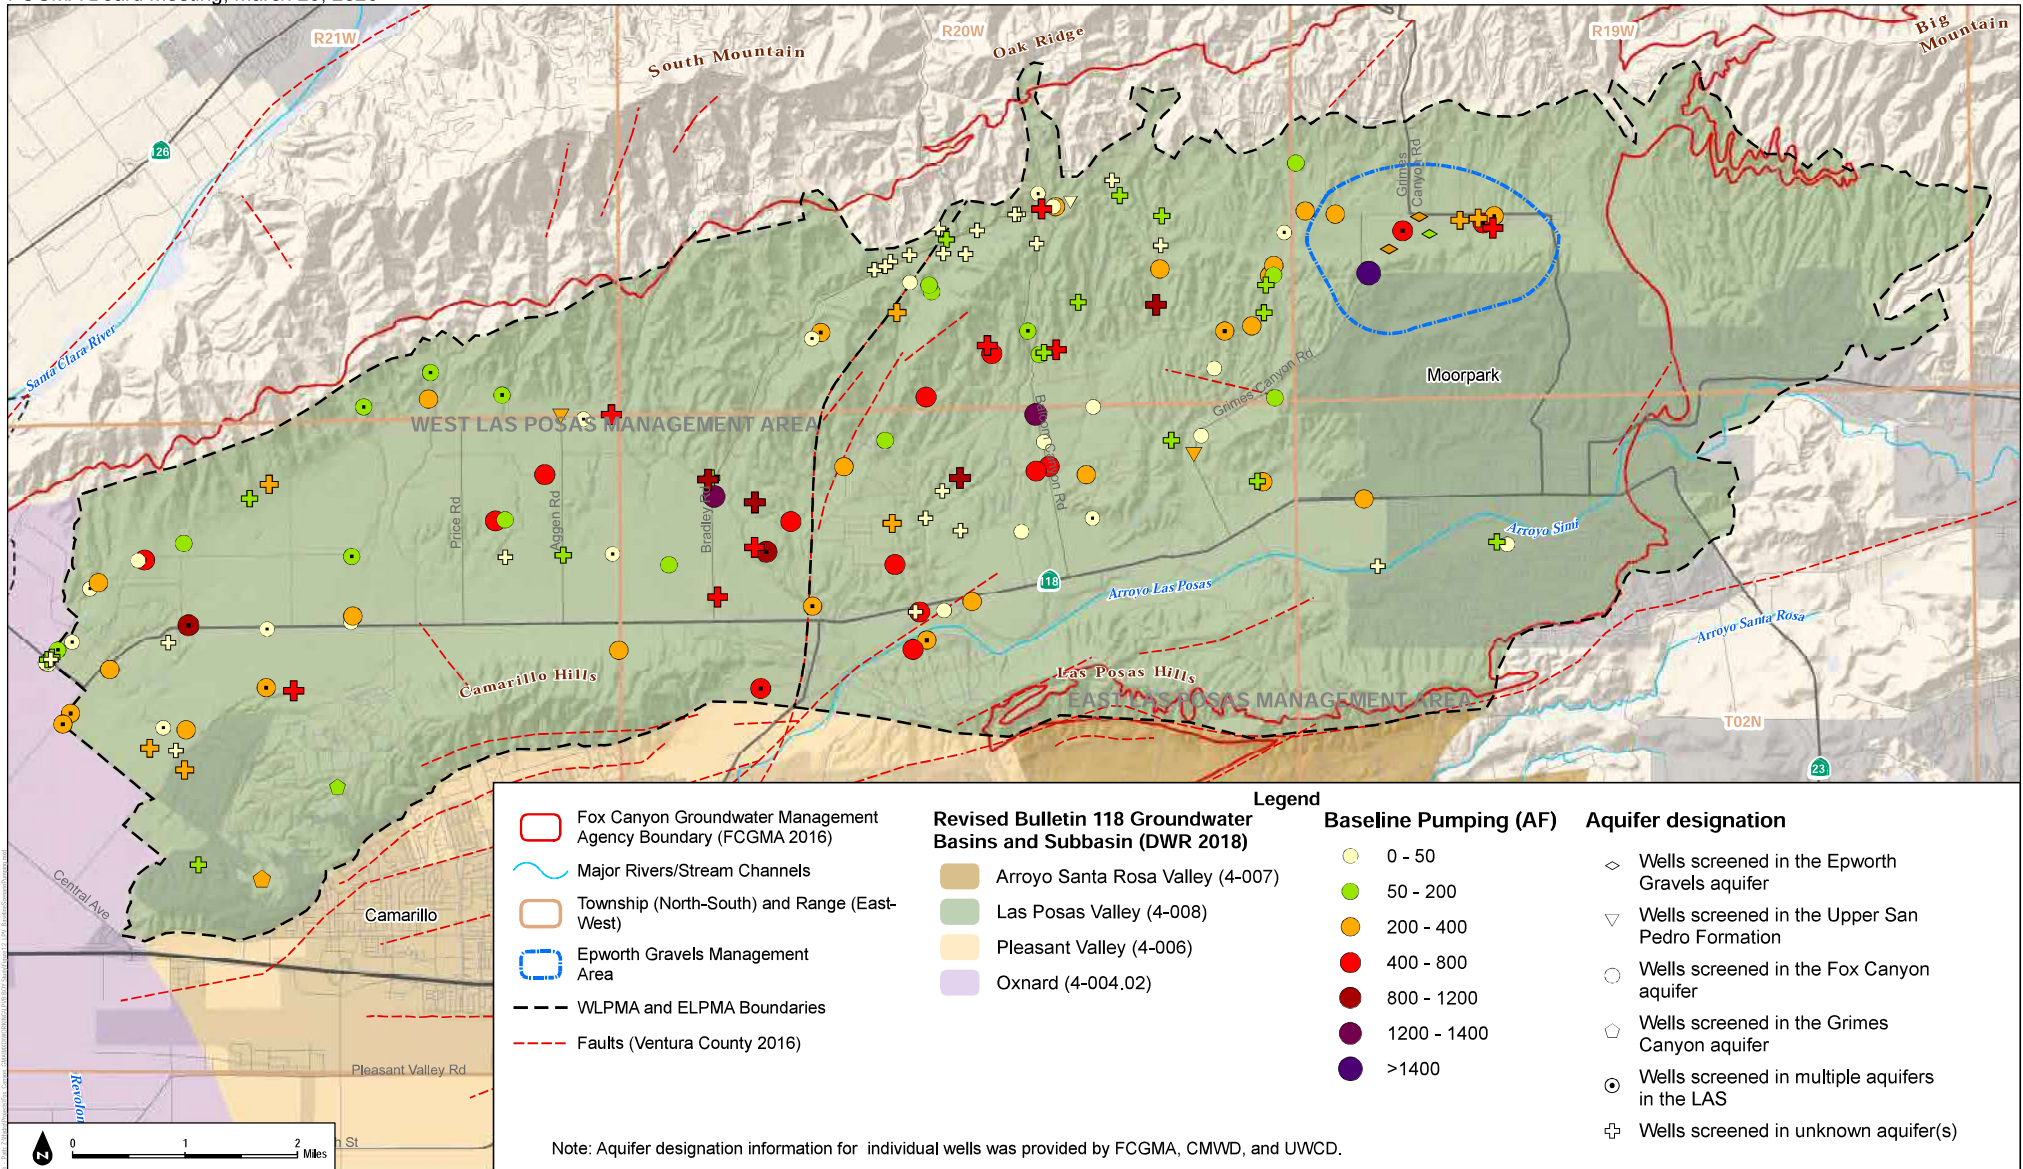 R21W
R20W
R19W
South Mountain
Oak Ridge
Big
Mountain
126
Santa Clara River
Grimes
Canyon Rd
Grimes Canyon Rd
Moorpark
WEST LAS POSAS MANAGEMENT AREA
Price Rd
Aggen Rd
Bradley Rd
Balcom Canyon Rd
118
Arroyo Simi
Arroyo Las Posas
Arroyo Santa Rosa
Camarillo Hills
Las Posas Hills
EAST LAS POSAS MANAGEMENT AREA
T02N
23
Central Ave
Camarillo
Pleasant Valley Rd
Revolon
h St
N
0 1 2
Miles
Legend
Fox Canyon Groundwater Management
Agency Boundary (FCGMA 2016)
Major Rivers/Stream Channels
Township (North-South) and Range (East-
West)
Epworth Gravels Management
Area
WLPMA and ELPMA Boundaries
Faults (Ventura County 2016)
Revised Bulletin 118 Groundwater
Basins and Subbasin (DWR 2018)
Arroyo Santa Rosa Valley (4-007)
Las Posas Valley (4-008)
Pleasant Valley (4-006)
Oxnard (4-004.02)
Baseline Pumping (AF)
0 - 50
50 - 200
200 - 400
400 - 800
800 - 1200
1200 - 1400
>1400
Aquifer designation
Wells screened in the Epworth
Gravels aquifer
Wells screened in the Upper San
Pedro Formation
Wells screened in the Fox Canyon
aquifer
Wells screened in the Grimes
Canyon aquifer
Wells screened in multiple aquifers
in the LAS
Wells screened in unknown aquifer(s)
Note: Aquifer designation information for individual wells was provided by FCGMA, CMWD, and UWCD.